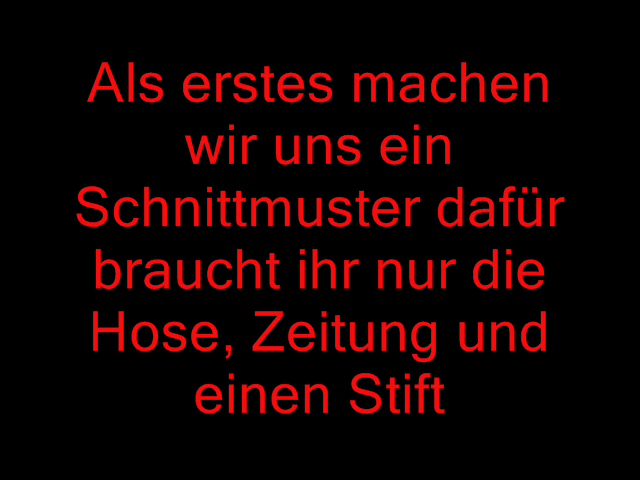 Als erstes machen
wir uns ein
Schnittmuster dafür
braucht ihr nur die
Hose, Zeitung und
einen Stift